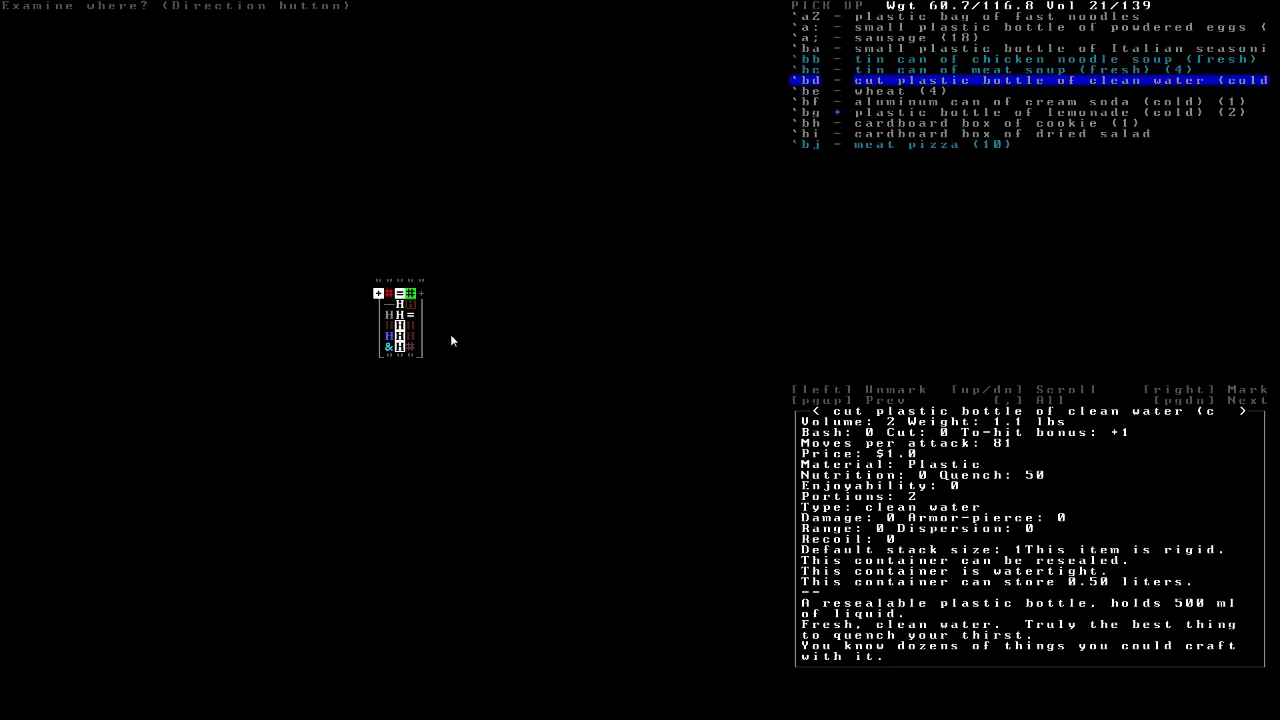 Examine where? (Direction button)
PICK UP Wgt 60.7/116.8 Vol 21/139
`aZ - plastic bag of fast noodles
`a: - small plastic bottle of powdered eggs (
`a; - sausage (18)
`ba - small plastic bottle of Italian seasoni
`bb - tin can of chicken noodle soup (fresh)
`bc - tin can of meat soup (fresh) (4)
`bd - cut plastic bottle of clean water (cold
`be - wheat (4)
`bf - aluminum can of cream soda (cold) (1)
`bg + plastic bottle of lemonade (cold) (2)
`bh - cardboard box of cookie (1)
`bi - cardboard box of dried salad
`bj - meat pizza (10)
[left] Unmark [up/dn] Scroll [right] Mark
[pgup] Prev [,] All [pgdn] Next
< cut plastic bottle of clean water (c >
Volume: 2 Weight: 1.1 lbs
Bash: 0 Cut: 0 To-hit bonus: +1
Moves per attack: 81
Price: $1.0
Material: Plastic
Nutrition: 0 Quench: 50
Enjoyability: 0
Portions: 2
Type: clean water
Damage: 0 Armor-pierce: 0
Range: 0 Dispersion: 0
Recoil: 0
Default stack size: 1This item is rigid.
This container can be resealed.
This container is watertight.
This container can store 0.50 liters.
--
A resealable plastic bottle, holds 500 ml
of liquid.
Fresh, clean water. Truly the best thing
to quench your thirst.
You know dozens of things you could craft
with it.